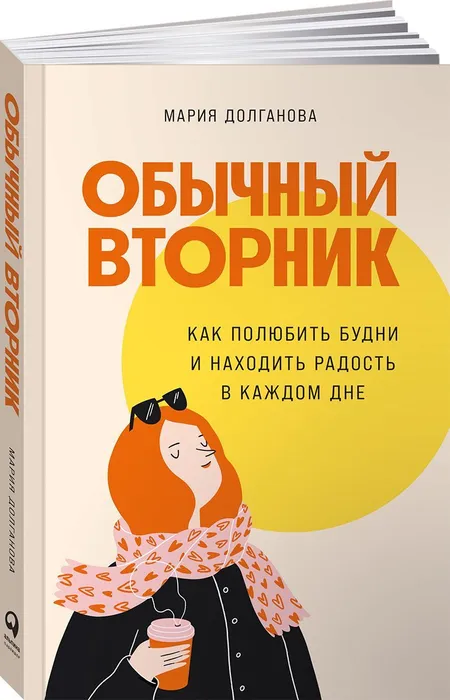 МАРИЯ ДОЛГАНОВА
ОБЫЧНЫЙ
ВТОРНИК
КАК ПОЛЮБИТЬ БУДНИ
И НАХОДИТЬ РАДОСТЬ
В КАЖДОМ ДНЕ
ОБЫЧНЫЙ ВТОРНИК
МАРИЯ ДОЛГАНОВА